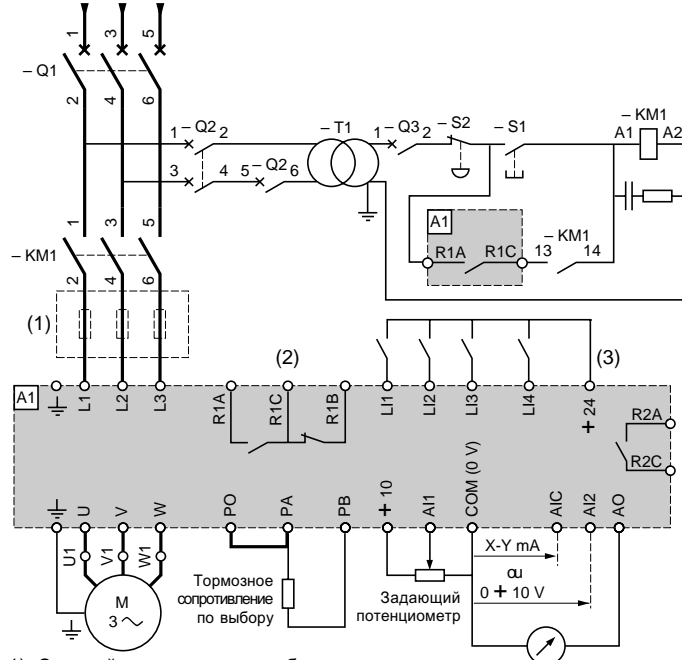 1 3 5
– Q1
2 4 6
1 – Q2 2
– T1
1 – Q3 2
– S2
– S1
– KM1
A1 A2
3 4 5 – Q2 6
1 3 5
– KM1
2 4 6
A1
R1A R1C
13 – KM1 14
(1)
(2)
(3)
A1
L1 L2 L3 R1A R1C R1B LI1 LI2 LI3 LI4 + 24
R2A
R2C
U V W PO PA PB + 10 AI1 COM (0 V) AIC AI2 AO
U1 V1 W1
X-Y mA
ou
0 + 10 V
M
3 ~
Тормозное
сопротивление
по выбору
Задающий
потенциометр